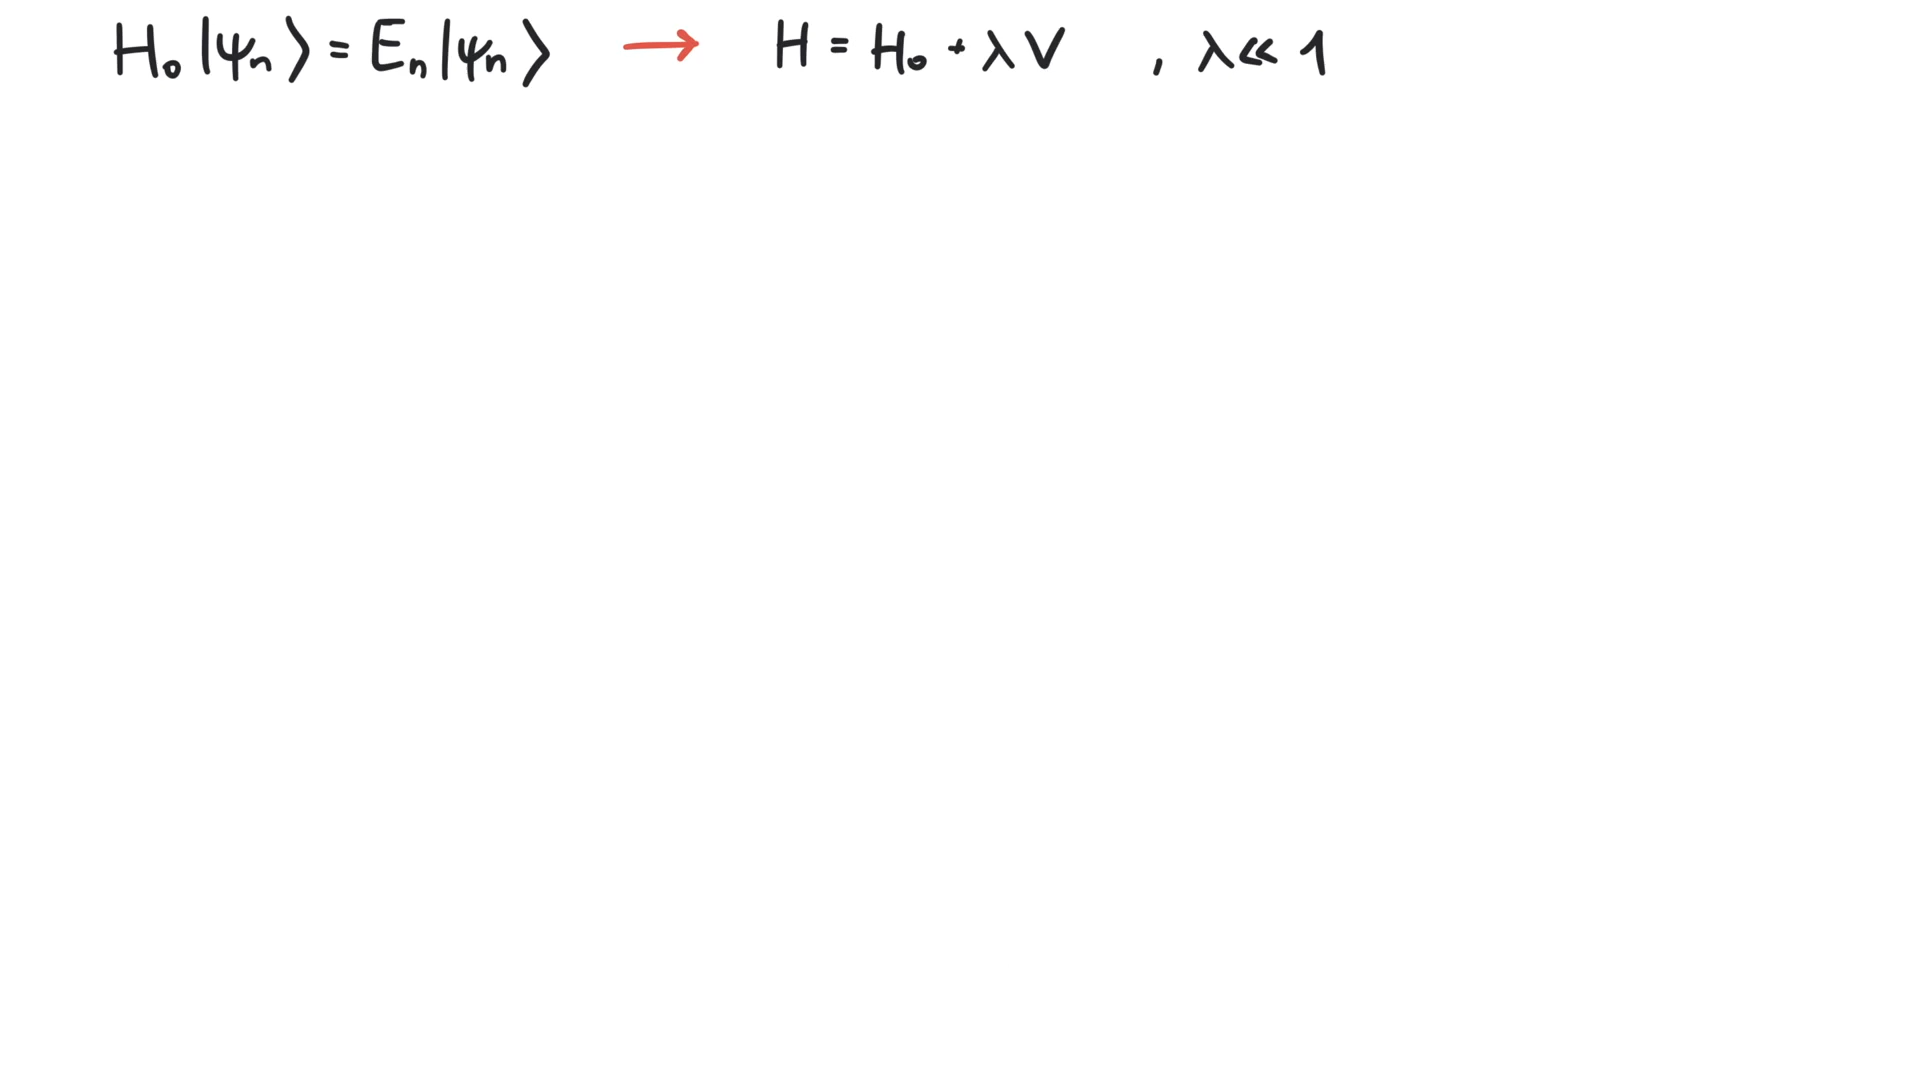 H₀|ψₙ⟩ = Eₙ|ψₙ⟩ → H = H₀ + λV , λ ≪ 1